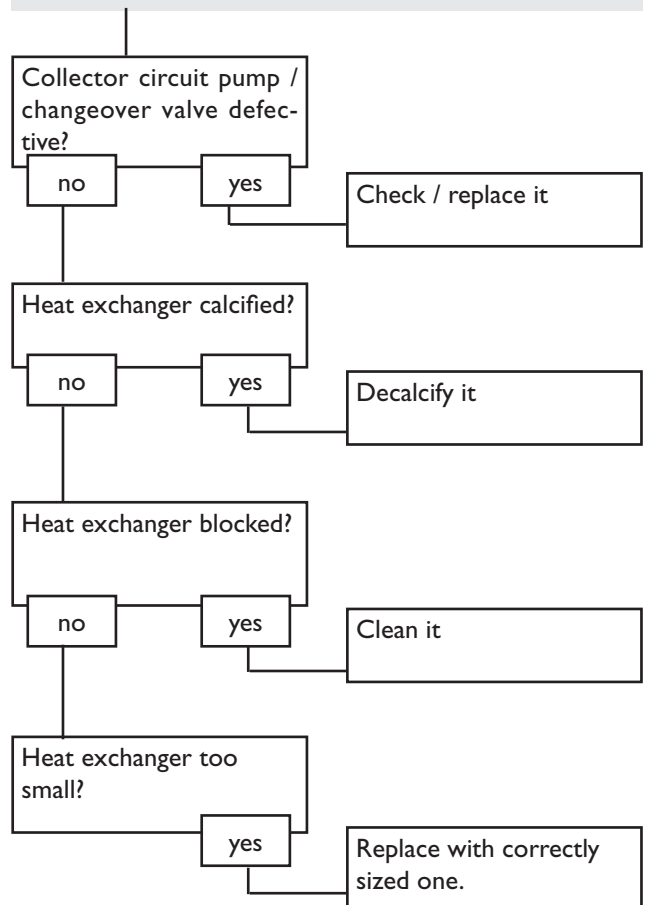 Collector circuit pump /
changeover valve defec-
tive?
no
yes
Check / replace it
Heat exchanger calcified?
no
yes
Decalcify it
Heat exchanger blocked?
no
yes
Clean it
Heat exchanger too
small?
yes
Replace with correctly
sized one.